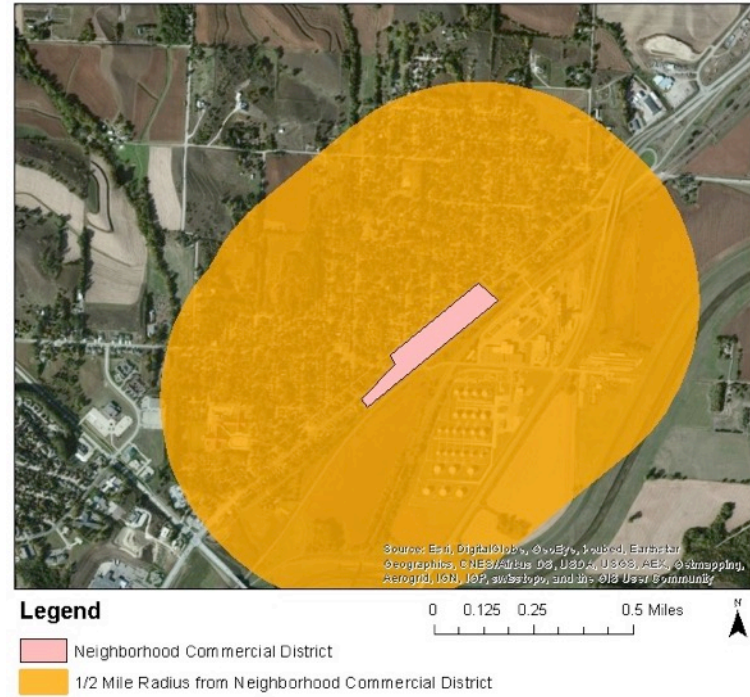 Source: Esri, DigitalGlobe, GeoEye, i-cubed, Earthstar
Geographics, CNES/Airbus DS, USDA, USGS, AEX, Getmapping,
Aerogrid, IGN, IGP, swisstopo, and the GIS User Community
Legend
0 0.125 0.25 0.5 Miles
N
Neighborhood Commercial District
1/2 Mile Radius from Neighborhood Commercial District